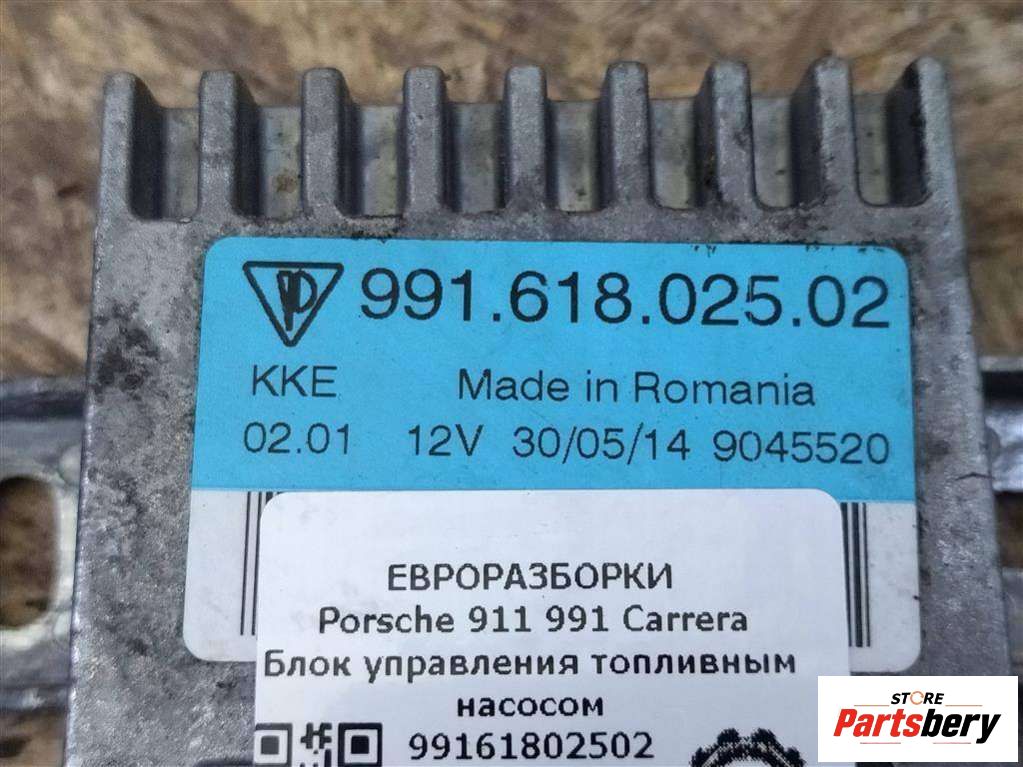 991.618.025.02
KKE Made in Romania
02.01 12V 30/05/14 9045520
ЕВРОРАЗБОРКИ
Porsche 911 991 Carrera
Блок управления топливным
насосом
99161802502
STORE
Partsbery